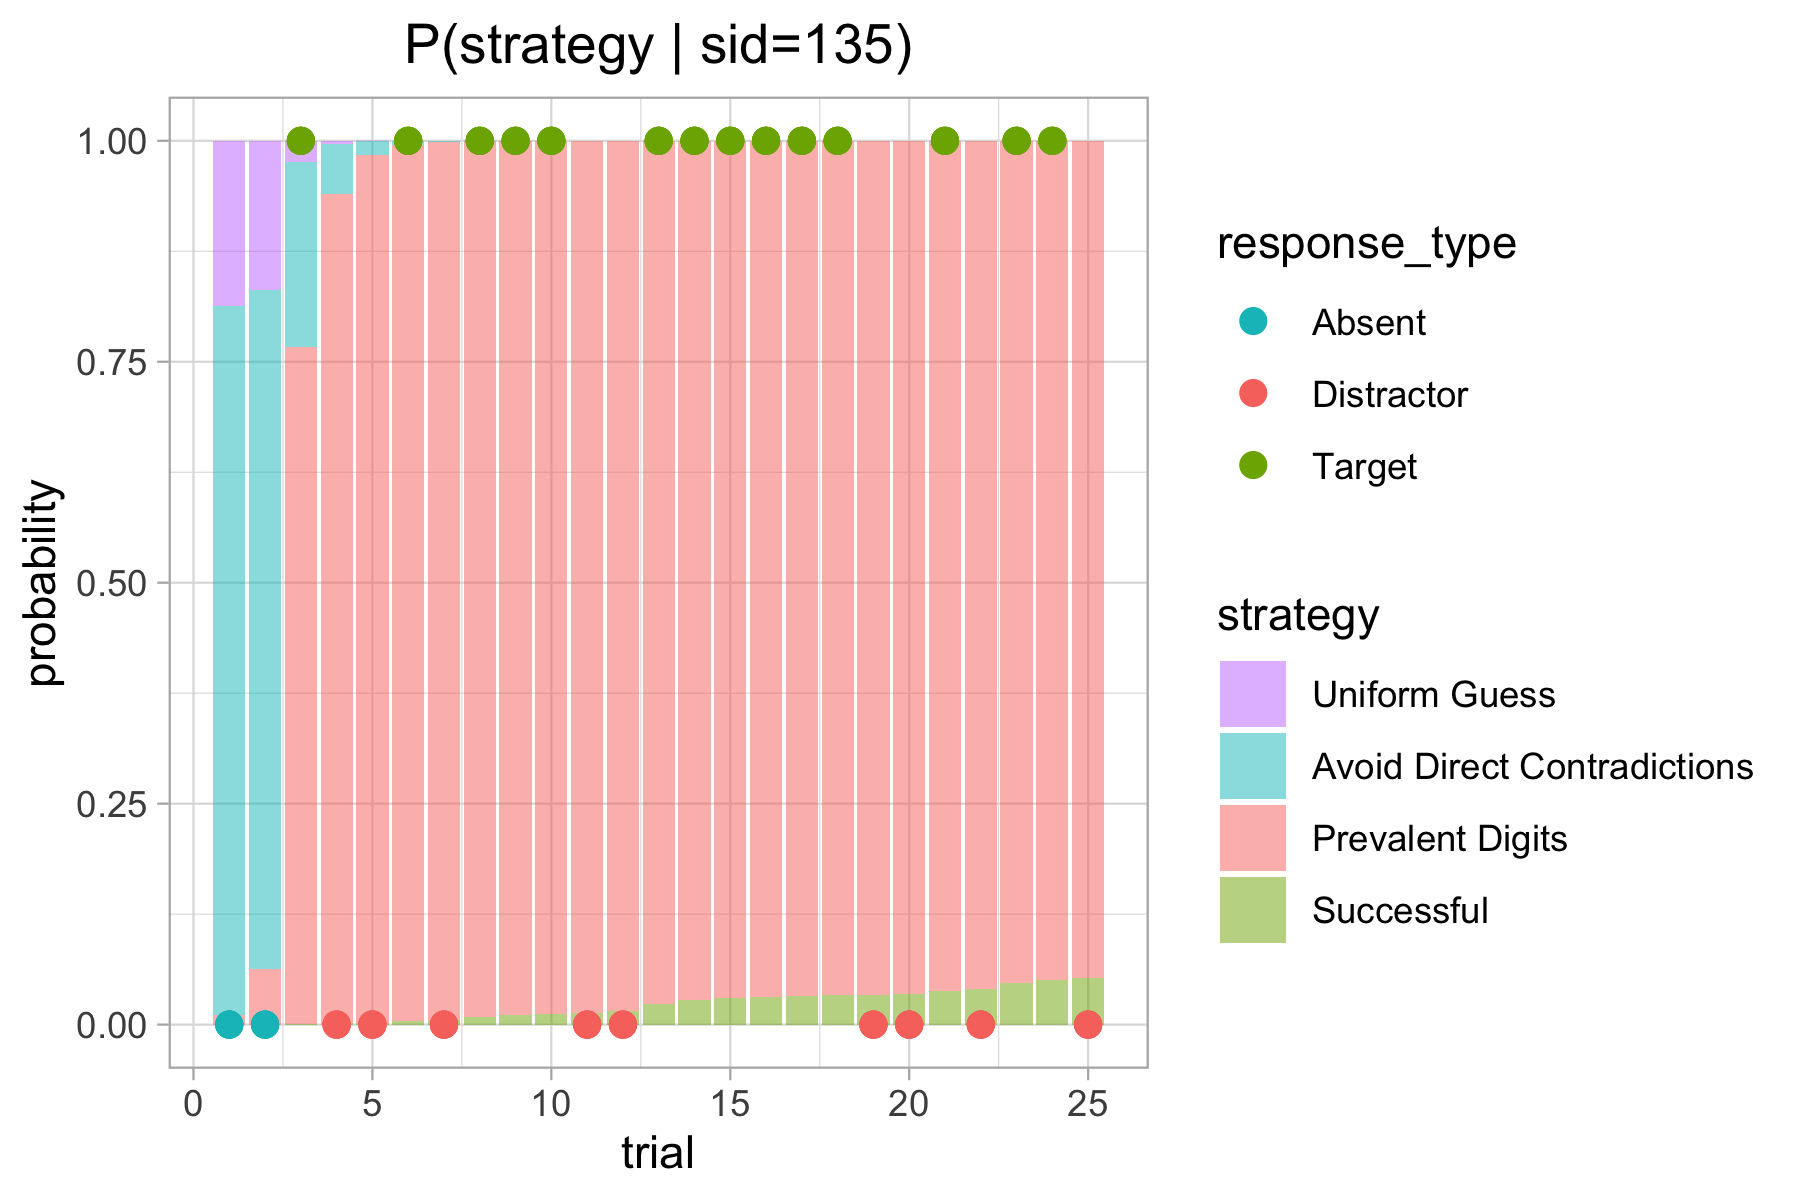 P(strategy | sid=135)
probability
1.00
0.75
0.50
0.25
0.00
0 5 10 15 20 25
trial
response_type
Absent
Distractor
Target
strategy
Uniform Guess
Avoid Direct Contradictions
Prevalent Digits
Successful